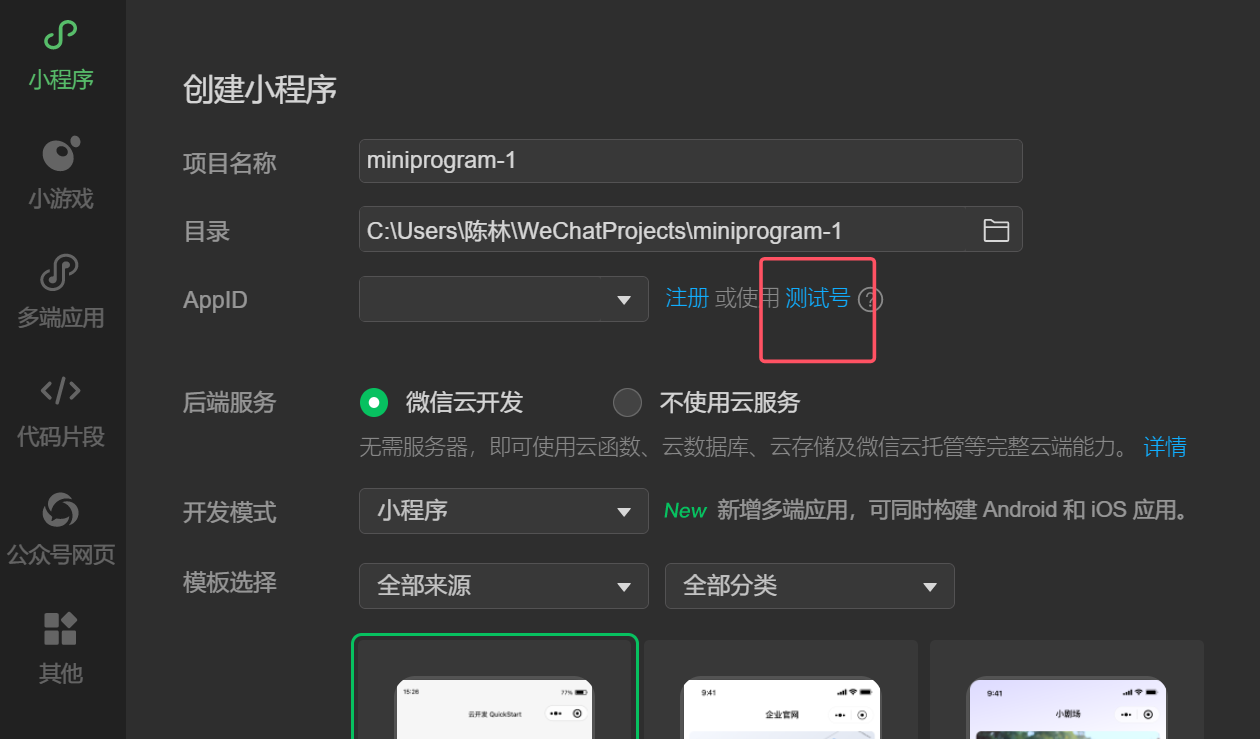 小程序
小游戏
多端应用
代码片段
公众号网页
其他
创建小程序
项目名称 miniprogram-1
目录 C:\Users\陈林\WeChatProjects\miniprogram-1
AppID 注册 或使用 测试号 ?
后端服务 微信云开发 不使用云服务
无需服务器，即可使用云函数、云数据库、云存储及微信云托管等完整云端能力。 详情
开发模式 小程序 New 新增多端应用，可同时构建 Android 和 iOS 应用。
模板选择 全部来源 全部分类
15:26 77%
云开发 QuickStart
9:41
企业官网
9:41
小剧场